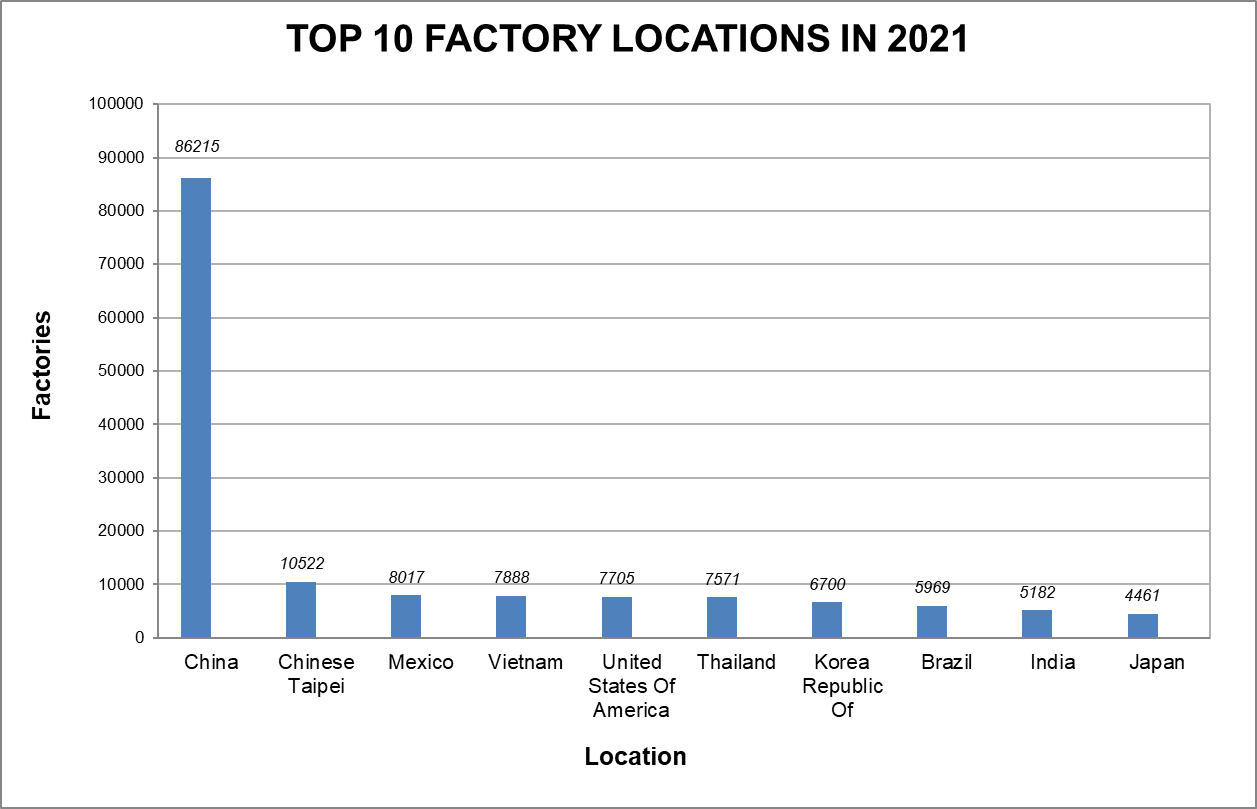 TOP 10 FACTORY LOCATIONS IN 2021
100000
90000
80000
70000
60000
50000
40000
30000
20000
10000
0
Factories
86215
10522
8017
7888
7705
7571
6700
5969
5182
4461
China
Chinese
Taipei
Mexico
Vietnam
United
States Of
America
Thailand
Korea
Republic
Of
Brazil
India
Japan
Location